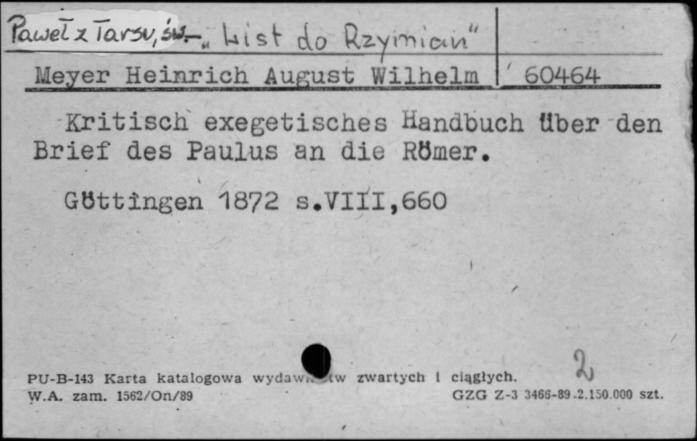 Paweł z Tarsu, św. – „List do Rzymian"
Meyer Heinrich August Wilhelm 60464
Kritisch exegetisches Handbuch über den
Brief des Paulus an die Römer.
Göttingen 1872 s.VIII,660
2
PU-B-143 Karta katalogowa wydawnictw zwartych i ciągłych.
W.A. zam. 1562/On/89 GZG Z-3 3466-89.2.150.000 szt.